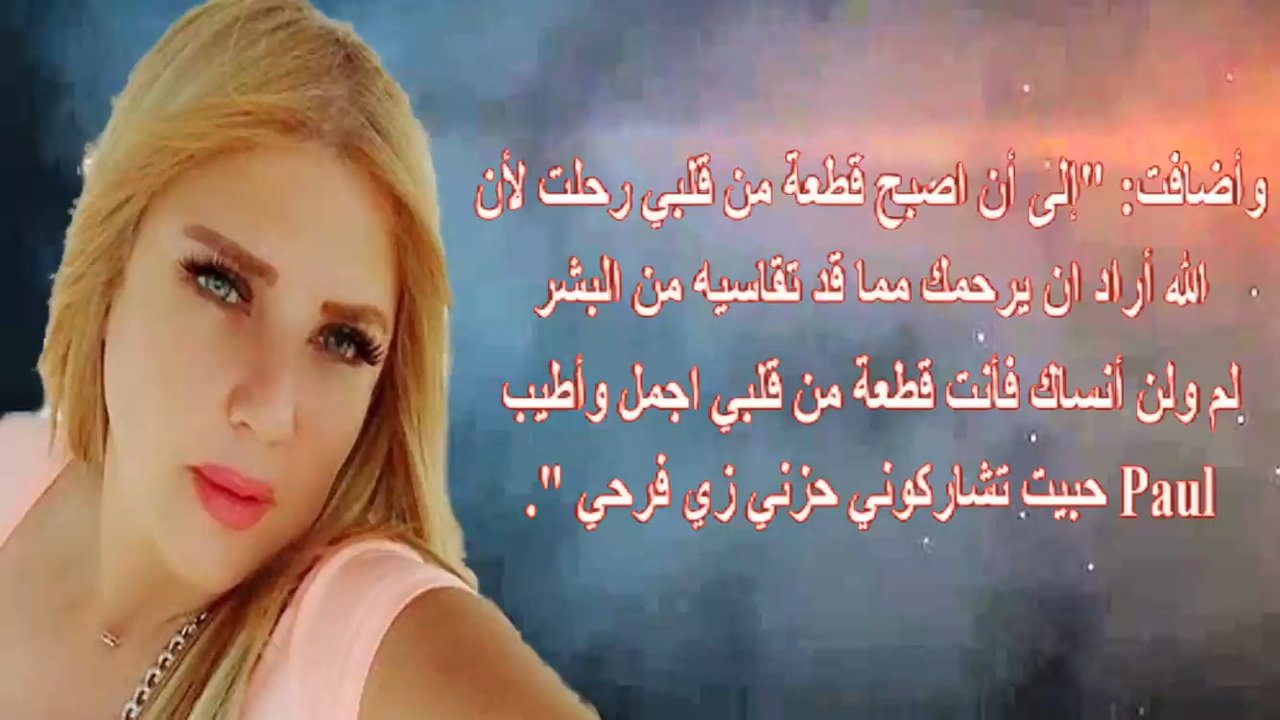 وأضافت: "إلى أن اصبح قطعة من قلبي رحلت لأن
الله أراد ان يرحمك مما قد تقاسيه من البشر
لم ولن أنساك فأنت قطعة من قلبي اجمل وأطيب
Paul حبيت تشاركوني حزني زي فرحي ".